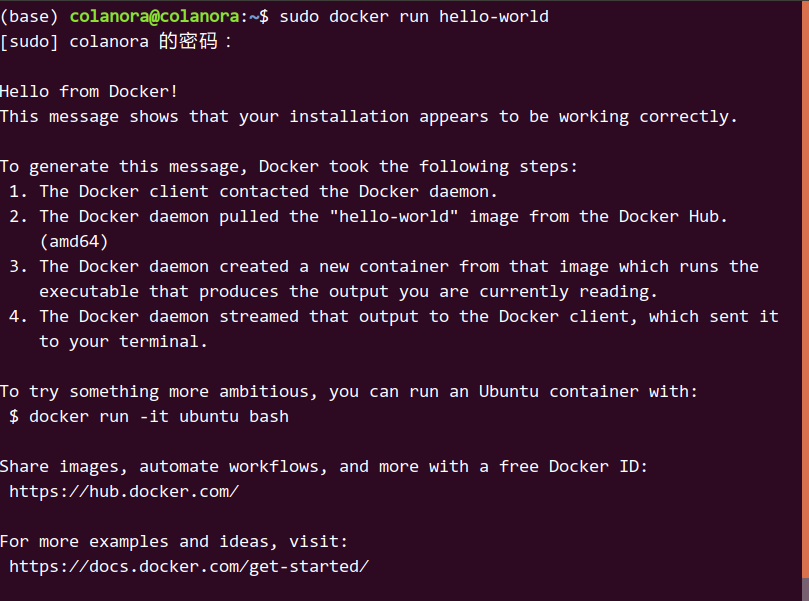 (base) colanora@colanora:~$ sudo docker run hello-world
[sudo] colanora 的密码：
Hello from Docker!
This message shows that your installation appears to be working correctly.
To generate this message, Docker took the following steps:
1. The Docker client contacted the Docker daemon.
2. The Docker daemon pulled the "hello-world" image from the Docker Hub.
(amd64)
3. The Docker daemon created a new container from that image which runs the
executable that produces the output you are currently reading.
4. The Docker daemon streamed that output to the Docker client, which sent it
to your terminal.
To try something more ambitious, you can run an Ubuntu container with:
$ docker run -it ubuntu bash
Share images, automate workflows, and more with a free Docker ID:
https://hub.docker.com/
For more examples and ideas, visit:
https://docs.docker.com/get-started/